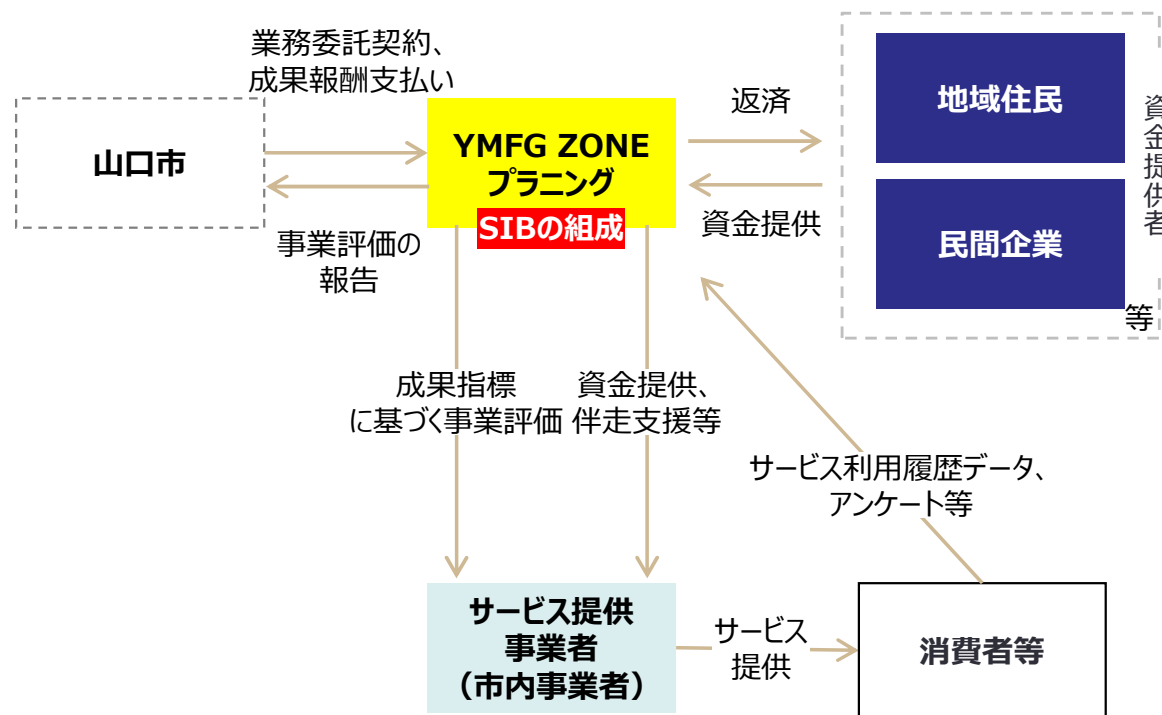 業務委託契約、
成果報酬支払い
山口市
事業評価の
報告
YMFG ZONE
プラニング
SIBの組成
返済
資金提供
地域住民
民間企業
等
資金提供者
成果指標
に基づく事業評価
資金提供、
伴走支援等
サービス利用履歴データ、
アンケート等
サービス提供
事業者
（市内事業者）
サービス
提供
消費者等